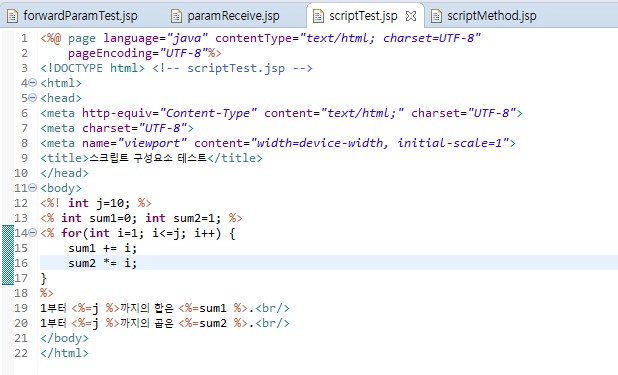 forwardParamTest.jsp paramReceive.jsp scriptTest.jsp scriptMethod.jsp
1 <%@ page language="java" contentType="text/html; charset=UTF-8"
2     pageEncoding="UTF-8"%>
3 <!DOCTYPE html> <!-- scriptTest.jsp -->
4 <html>
5 <head>
6 <meta http-equiv="Content-Type" content="text/html;" charset="UTF-8">
7 <meta charset="UTF-8">
8 <meta name="viewport" content="width=device-width, initial-scale=1">
9 <title>스크립트 구성요소 테스트</title>
10 </head>
11 <body>
12 <%! int j=10; %>
13 <% int sum1=0; int sum2=1; %>
14 <% for(int i=1; i<=j; i++) {
15     sum1 += i;
16     sum2 *= i;
17 }
18 %>
19 1부터 <%=j %>까지의 합은 <%=sum1 %>.<br/>
20 1부터 <%=j %>까지의 곱은 <%=sum2 %>.<br/>
21 </body>
22 </html>